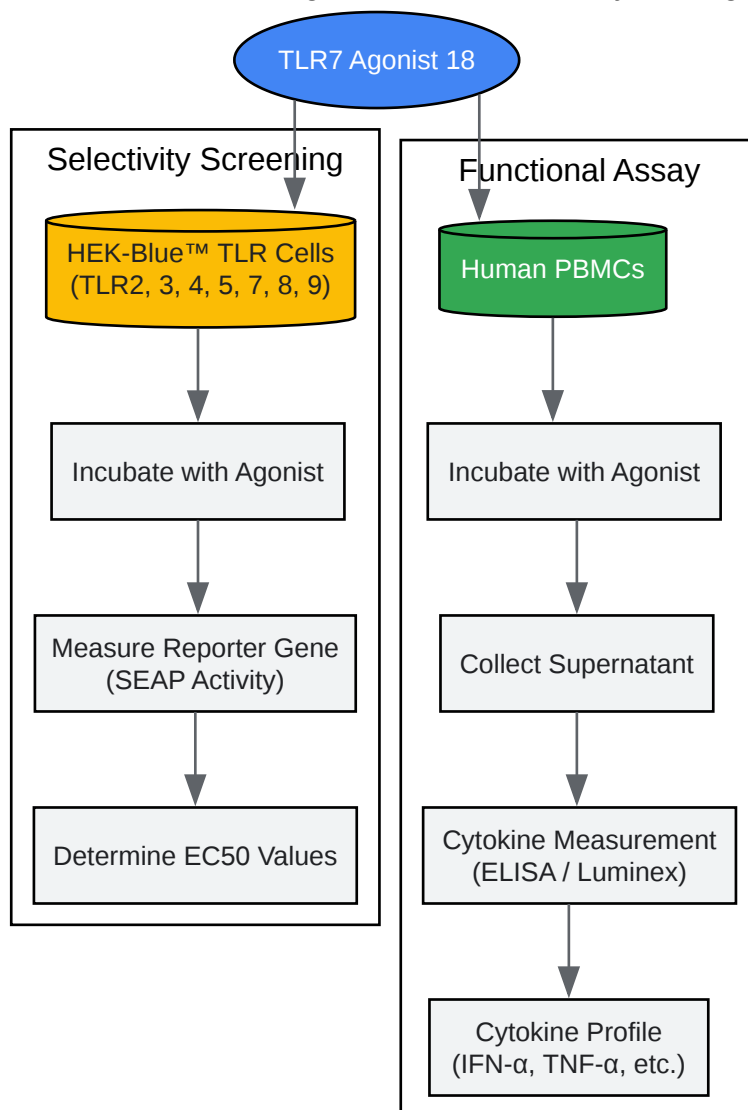 TLR7 Agonist 18
Selectivity Screening
HEK-Blue™ TLR Cells
(TLR2, 3, 4, 5, 7, 8, 9)
Incubate with Agonist
Measure Reporter Gene
(SEAP Activity)
Determine EC50 Values
Functional Assay
Human PBMCs
Incubate with Agonist
Collect Supernatant
Cytokine Measurement
(ELISA / Luminex)
Cytokine Profile
(IFN-α, TNF-α, etc.)